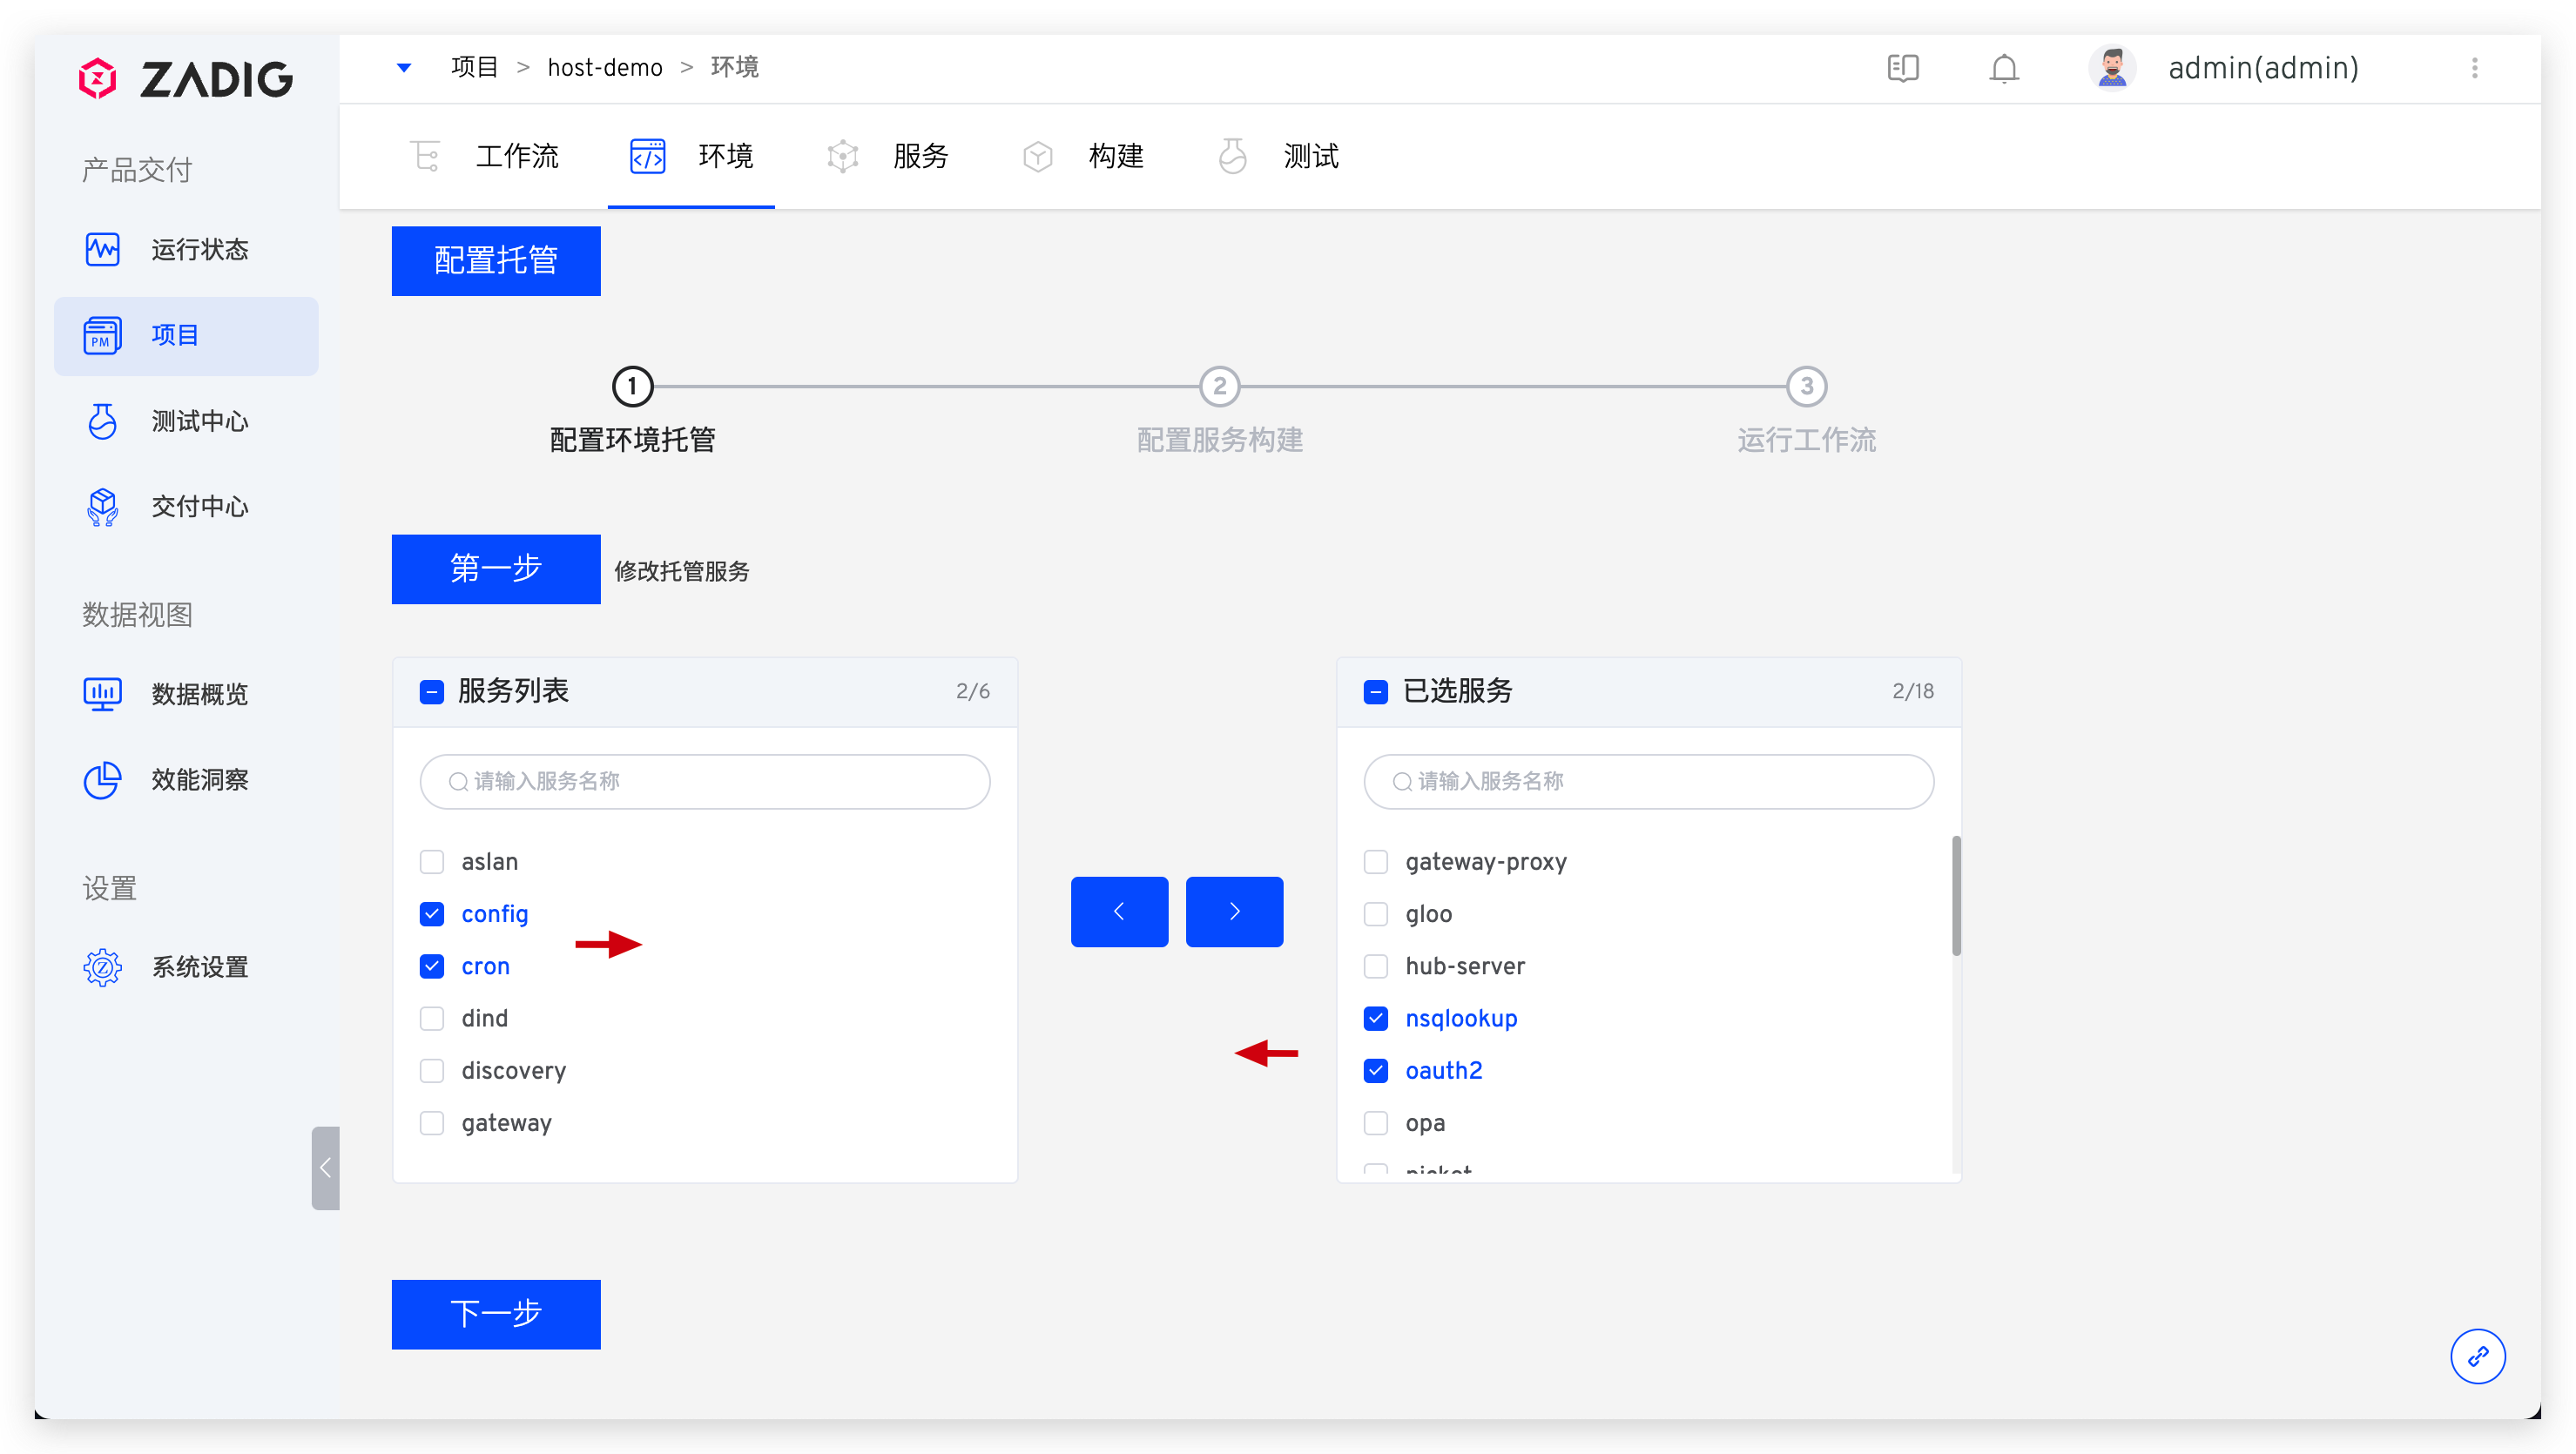 ZADIG
产品交付
运行状态
PM
项目
测试中心
交付中心
数据视图
数据概览
效能洞察
设置
Z
系统设置
项目 > host-demo > 环境
admin(admin)
工作流
环境
服务
构建
测试
配置托管
1
2
3
配置环境托管
配置服务构建
运行工作流
第一步
修改托管服务
服务列表
2/6
请输入服务名称
aslan
config
cron
dind
discovery
gateway
已选服务
2/18
请输入服务名称
gateway-proxy
gloo
hub-server
nsqlookup
oauth2
opa
下一步